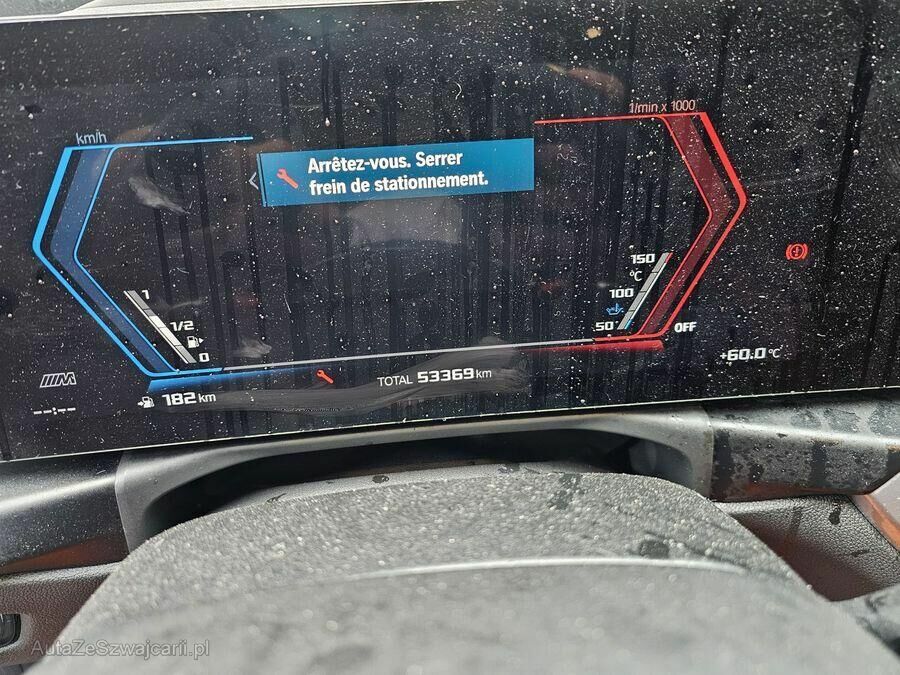 1/min x 1000
km/h
Arrêtez-vous. Serrer
frein de stationnement.
150
°C
100
50
1
1/2
0
OFF
+60.0 °C
M
TOTAL 53369 km
182 km
--:--
AutaZeSzwajcarii.pl